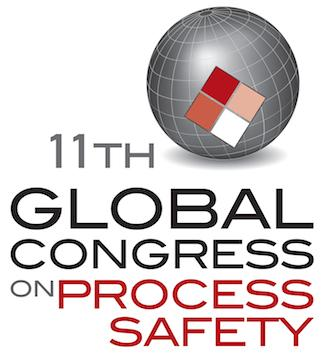 11TH
GLOBAL
CONGRESS
ON PROCESS
SAFETY